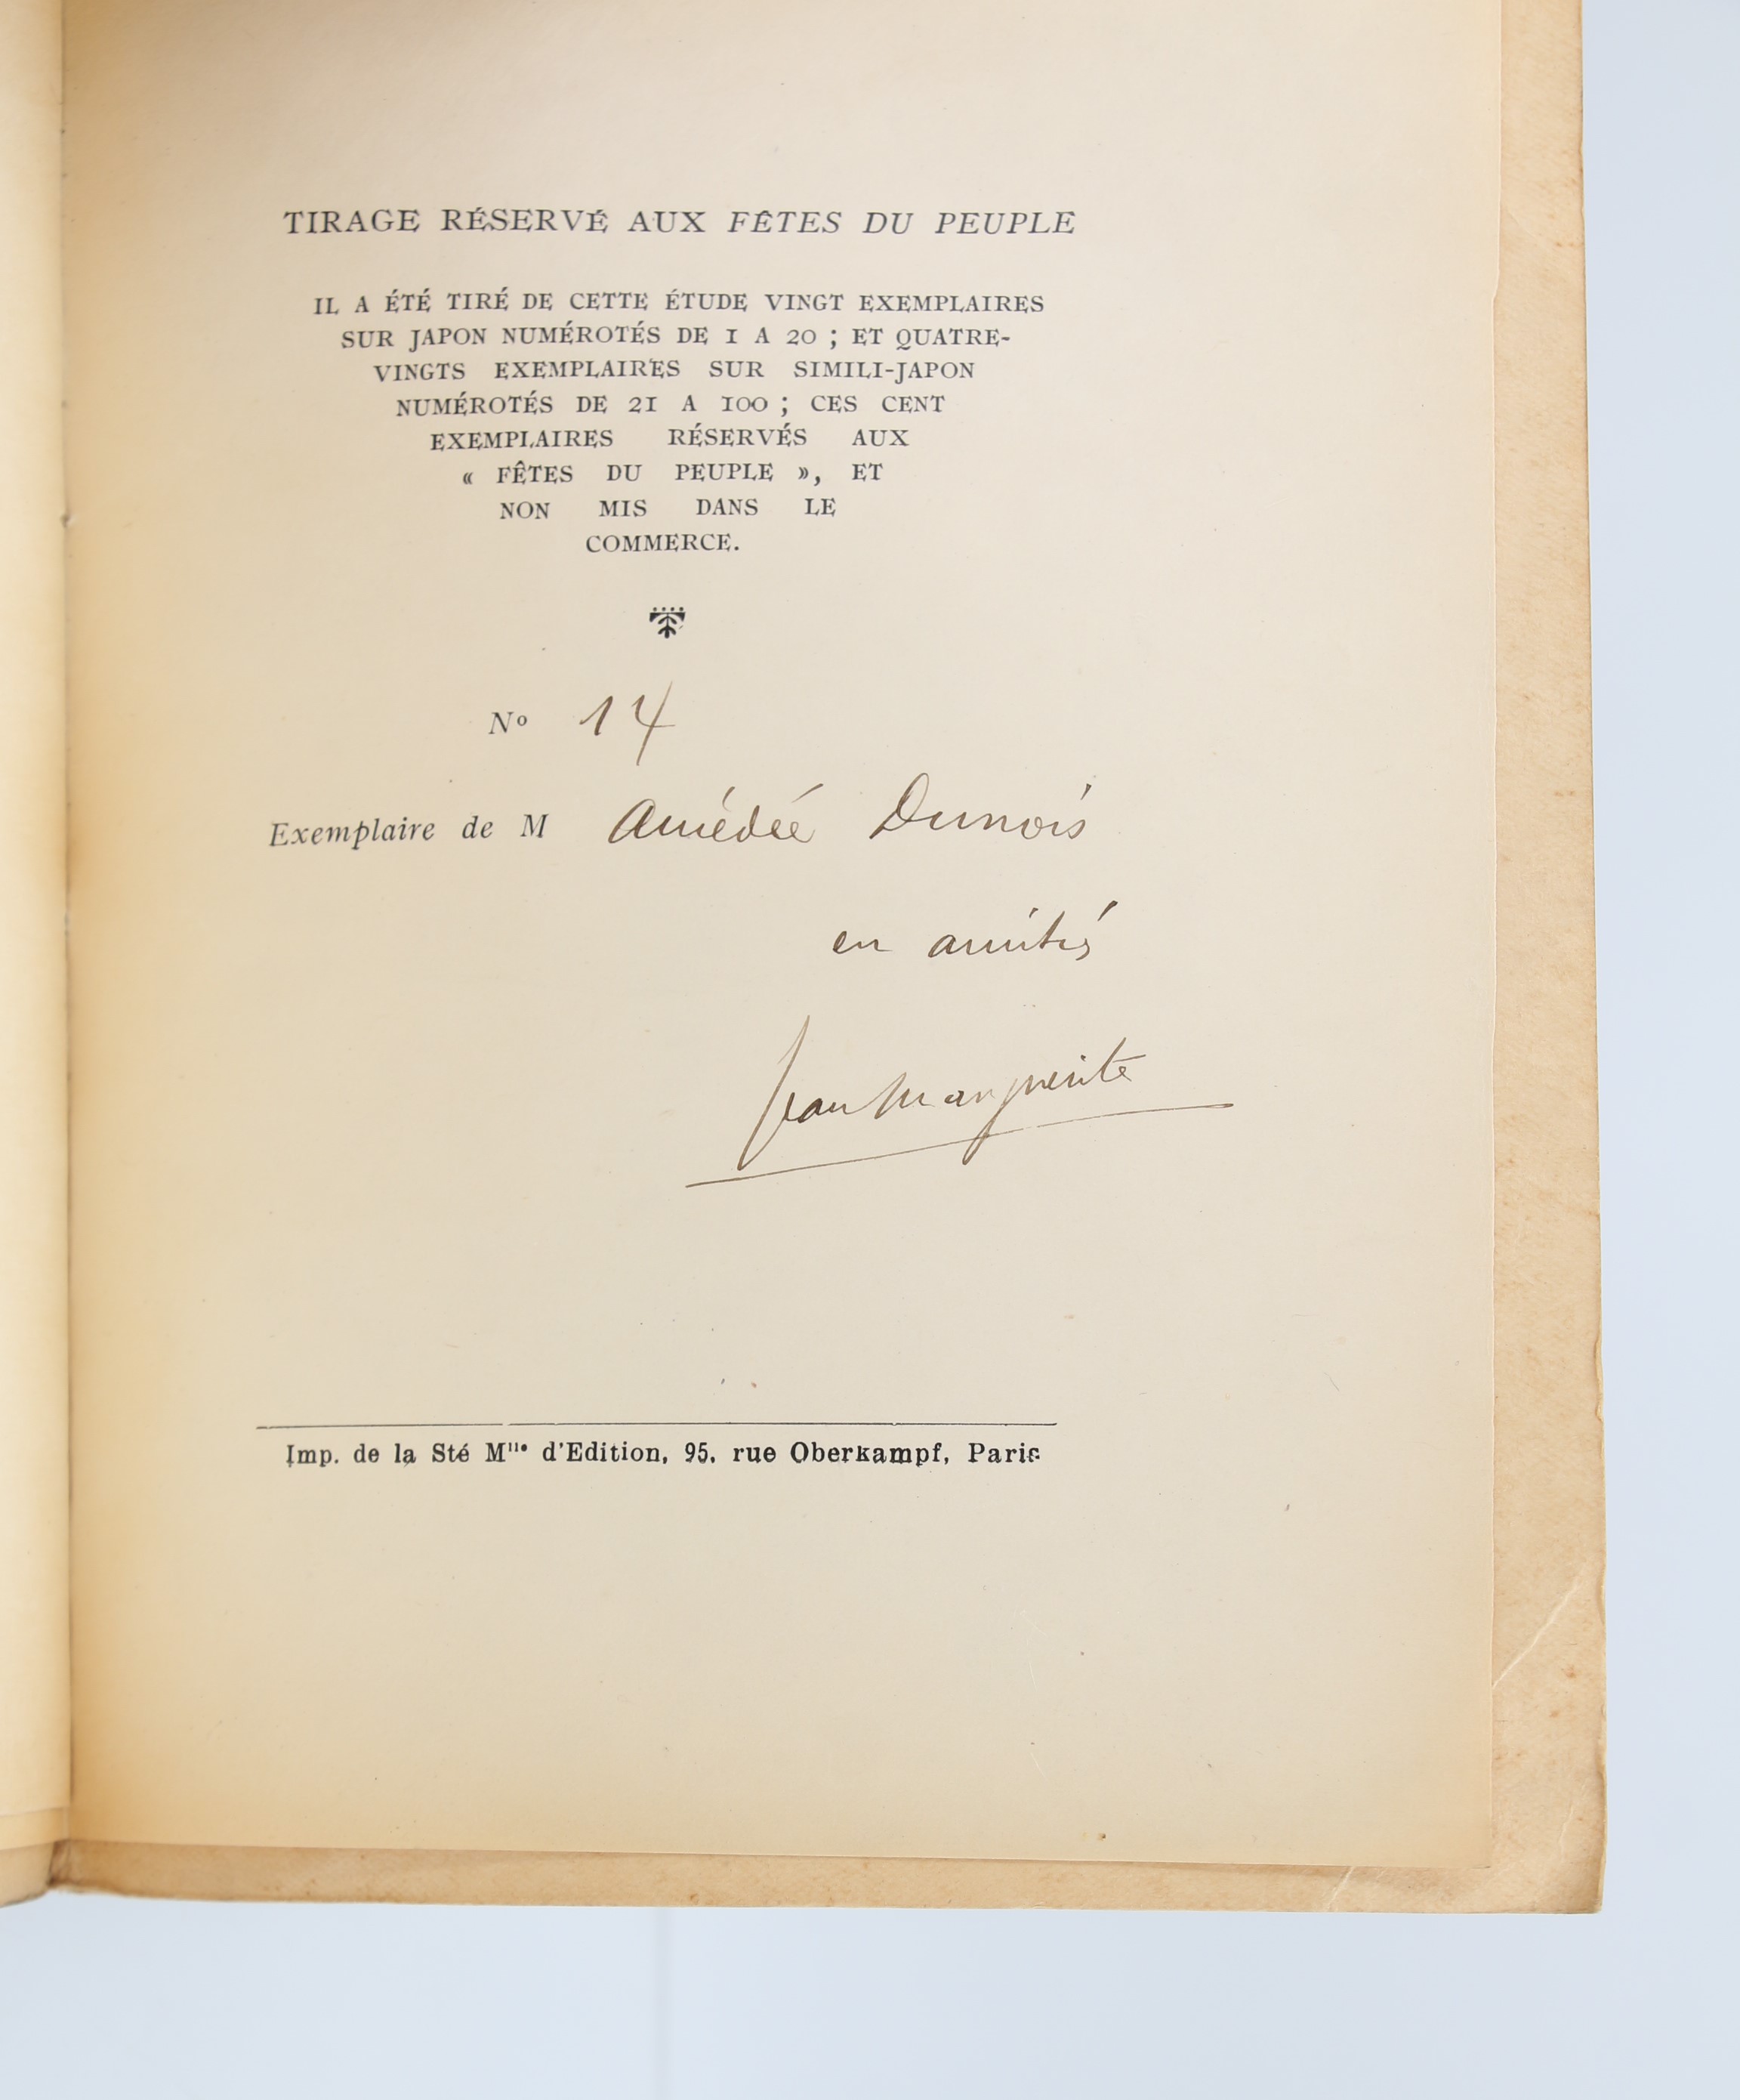 TIRAGE RÉSERVÉ AUX FÊTES DU PEUPLE
IL A ÉTÉ TIRÉ DE CETTE ÉTUDE VINGT EXEMPLAIRES
SUR JAPON NUMÉROTÉS DE 1 A 20 ; ET QUATRE-
VINGTS EXEMPLAIRES SUR SIMILI-JAPON
NUMÉROTÉS DE 21 A 100 ; CES CENT
EXEMPLAIRES RÉSERVÉS AUX
« FÊTES DU PEUPLE », ET
NON MIS DANS LE
COMMERCE.
Nº 14
Exemplaire de M Amédée Dunois
en amitié
Jean Marguerite
Imp. de la Sté Mlle d'Edition, 95, rue Oberkampf, Paris